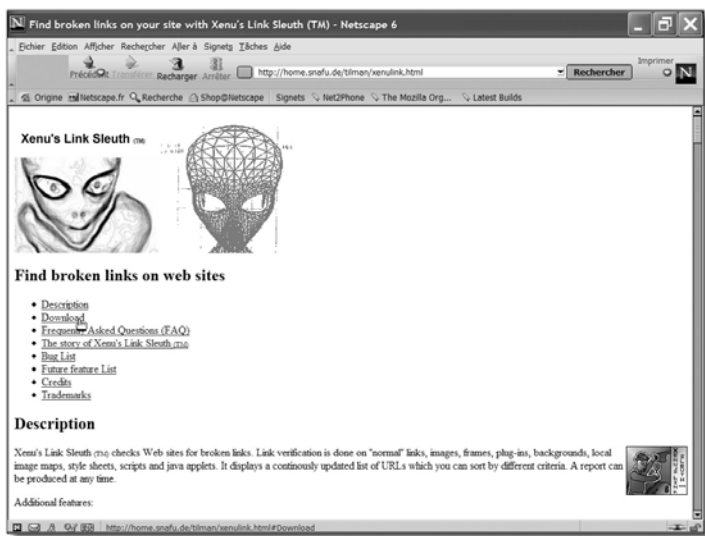 Find broken links on your site with Xenu's Link Sleuth (TM) - Netscape 6
Eichier Edition Affjcher Rechercher Aller à Signets Tâches Aide
Précédent Transférer Recharger Arrêter http://home.snafu.de/tilman/xenulink.html Rechercher Imprimer
Origine Netscape.fr Recherche Shop@Netscape Signets Net2Phone The Mozilla Org... Latest Builds
Xenu's Link Sleuth (TM)
Find broken links on web sites
• Description
• Download
• Frequently Asked Questions (FAQ)
• The story of Xenu's Link Sleuth (TM)
• Bug List
• Future feature List
• Credits
• Trademarks
Description
Xenu's Link Sleuth (TM) checks Web sites for broken links. Link verification is done on "normal" links, images, frames, plug-ins, backgrounds, local
image maps, style sheets, scripts and java applets. It displays a continously updated list of URLs which you can sort by different criteria. A report can
be produced at any time.
Additional features:
http://home.snafu.de/tilman/xenulink.html#Download